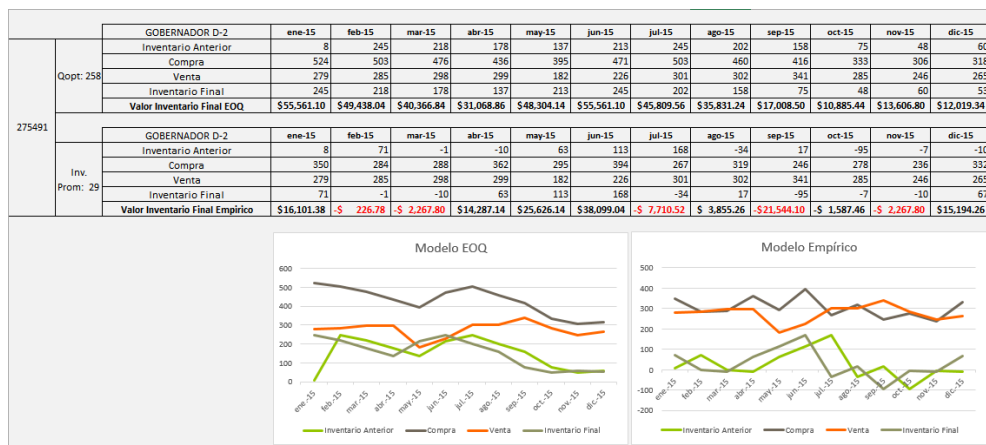 GOBERNADOR D-2 ene-15 feb-15 mar-15 abr-15 may-15 jun-15 jul-15 ago-15 sep-15 oct-15 nov-15 dic-15
Inventario Anterior 8 245 218 178 137 213 245 202 158 75 48 60
Compra 524 503 476 436 395 471 503 460 416 333 306 318
Qopt: 258 Venta 279 285 298 299 182 226 301 302 341 285 246 265
Inventario Final 245 218 178 137 213 245 202 158 75 48 60 53
Valor Inventario Final EOQ $55,561.10 $49,438.04 $40,366.84 $31,068.86 $48,304.14 $55,561.10 $45,809.56 $35,831.24 $17,008.50 $10,885.44 $13,606.80 $12,019.34
275491
GOBERNADOR D-2 ene-15 feb-15 mar-15 abr-15 may-15 jun-15 jul-15 ago-15 sep-15 oct-15 nov-15 dic-15
Inventario Anterior 8 71 -1 -10 63 113 168 -34 17 -95 -7 -10
Inv. Compra 350 284 288 362 295 394 267 319 246 278 236 332
Prom: 29 Venta 279 285 298 299 182 226 301 302 341 285 246 265
Inventario Final 71 -1 -10 63 113 168 -34 17 -95 -7 -10 67
Valor Inventario Final Empirico $16,101.38 -$ 226.78 -$ 2,267.80 $14,287.14 $25,626.14 $38,099.04 -$ 7,710.52 $ 3,855.26 -$21,544.10 -$ 1,587.46 -$ 2,267.80 $15,194.26
Modelo EOQ
600
500
400
300
200
100
0
ene.-15 feb.-15 mar.-15 abr.-15 may.-15 jun.-15 jul.-15 ago.-15 sep.-15 oct.-15 nov.-15 dic.-15
Inventario Anterior Compra Venta Inventario Final
Modelo Empírico
500
400
300
200
100
0
-100
-200
ene.-15 feb.-15 mar.-15 abr.-15 may.-15 jun.-15 jul.-15 ago.-15 sep.-15 oct.-15 nov.-15 dic.-15
Inventario Anterior Compra Venta Inventario Final